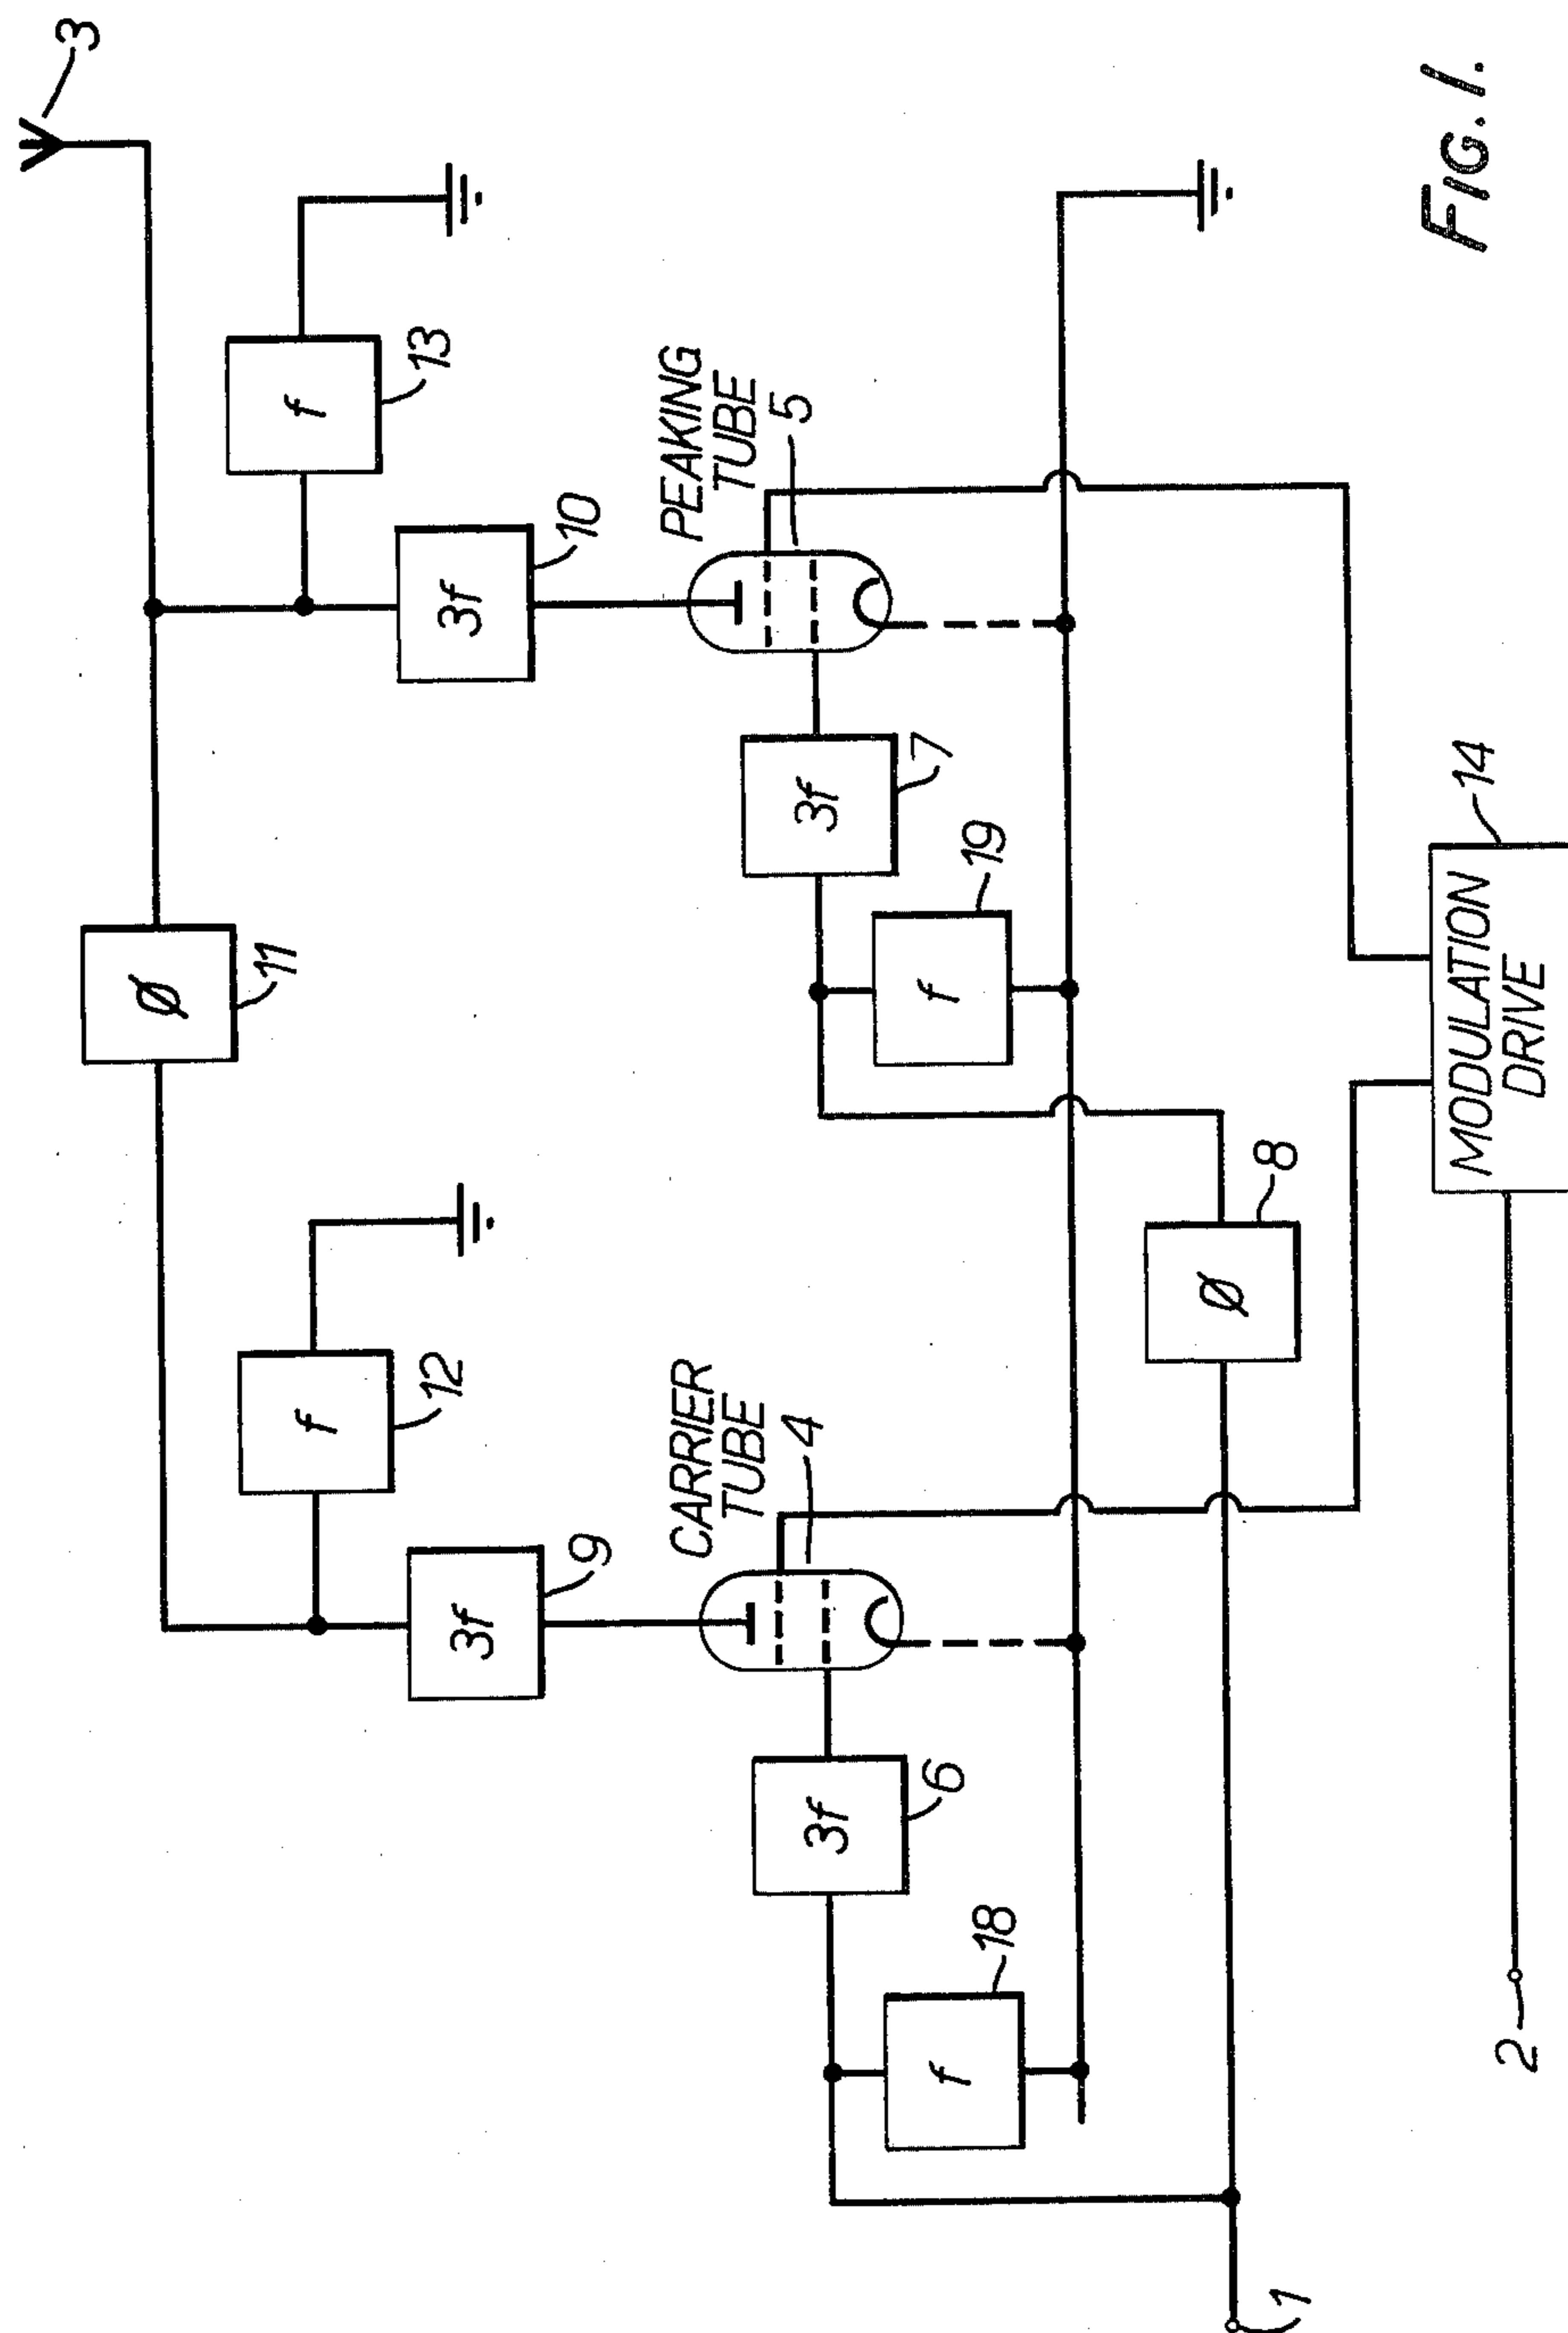 3
Ø
11
f
13
f
12
3f
10
3f
9
PEAKING
TUBE
5
CARRIER
TUBE
4
3f
7
3f
6
f
19
f
18
Ø
8
1
MODULATION
DRIVE
14
2
FIG. 1.